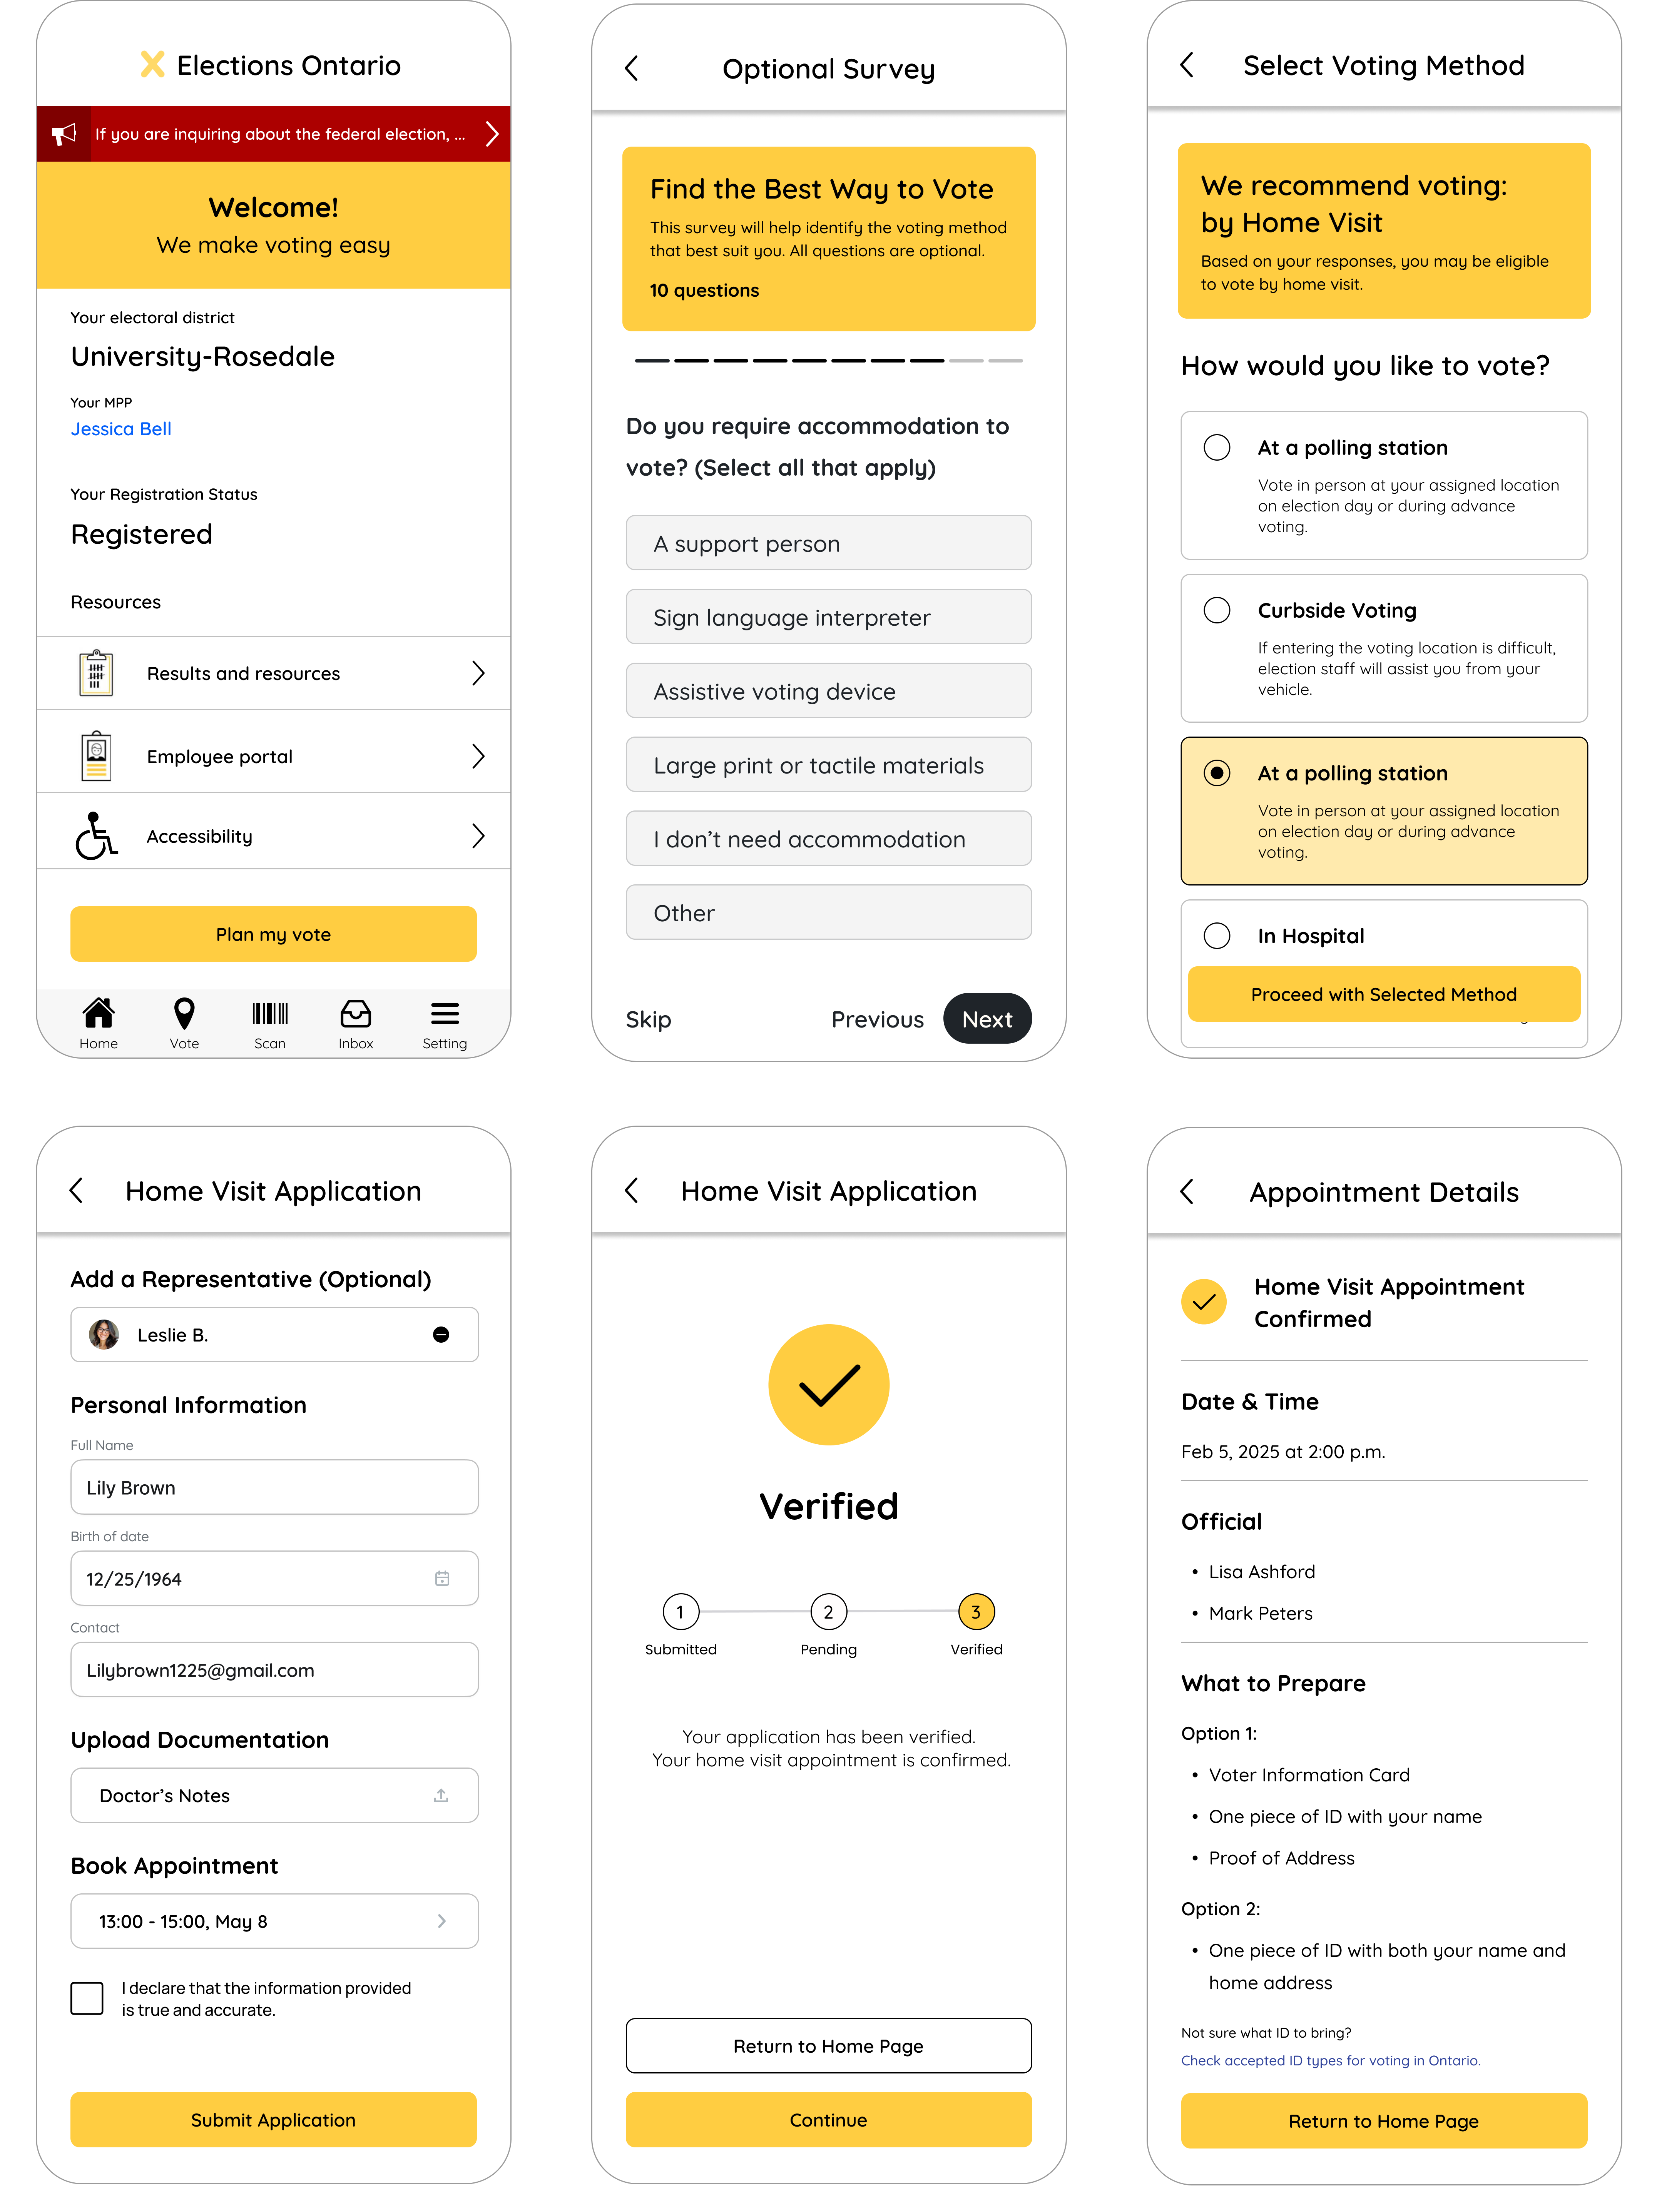 Elections Ontario
If you are inquiring about the federal election, ...
Welcome!
We make voting easy
Your electoral district
University-Rosedale
Your MPP
Jessica Bell
Your Registration Status
Registered
Resources
Results and resources
Employee portal
Accessibility
Plan my vote
Home
Vote
Scan
Inbox
Setting
Optional Survey
Find the Best Way to Vote
This survey will help identify the voting method
that best suit you. All questions are optional.
10 questions
Do you require accommodation to
vote? (Select all that apply)
A support person
Sign language interpreter
Assistive voting device
Large print or tactile materials
I don’t need accommodation
Other
Skip
Previous
Next
Select Voting Method
We recommend voting:
by Home Visit
Based on your responses, you may be eligible
to vote by home visit.
How would you like to vote?
At a polling station
Vote in person at your assigned location
on election day or during advance
voting.
Curbside Voting
If entering the voting location is difficult,
election staff will assist you from your
vehicle.
At a polling station
Vote in person at your assigned location
on election day or during advance
voting.
In Hospital
Proceed with Selected Method
Home Visit Application
Add a Representative (Optional)
Leslie B.
Personal Information
Full Name
Lily Brown
Birth of date
12/25/1964
Contact
Lilybrown1225@gmail.com
Upload Documentation
Doctor’s Notes
Book Appointment
13:00 - 15:00, May 8
I declare that the information provided
is true and accurate.
Submit Application
Home Visit Application
Verified
1
2
3
Submitted
Pending
Verified
Your application has been verified.
Your home visit appointment is confirmed.
Return to Home Page
Continue
Appointment Details
Home Visit Appointment
Confirmed
Date & Time
Feb 5, 2025 at 2:00 p.m.
Official
• Lisa Ashford
• Mark Peters
What to Prepare
Option 1:
• Voter Information Card
• One piece of ID with your name
• Proof of Address
Option 2:
• One piece of ID with both your name and
home address
Not sure what ID to bring?
Check accepted ID types for voting in Ontario.
Return to Home Page